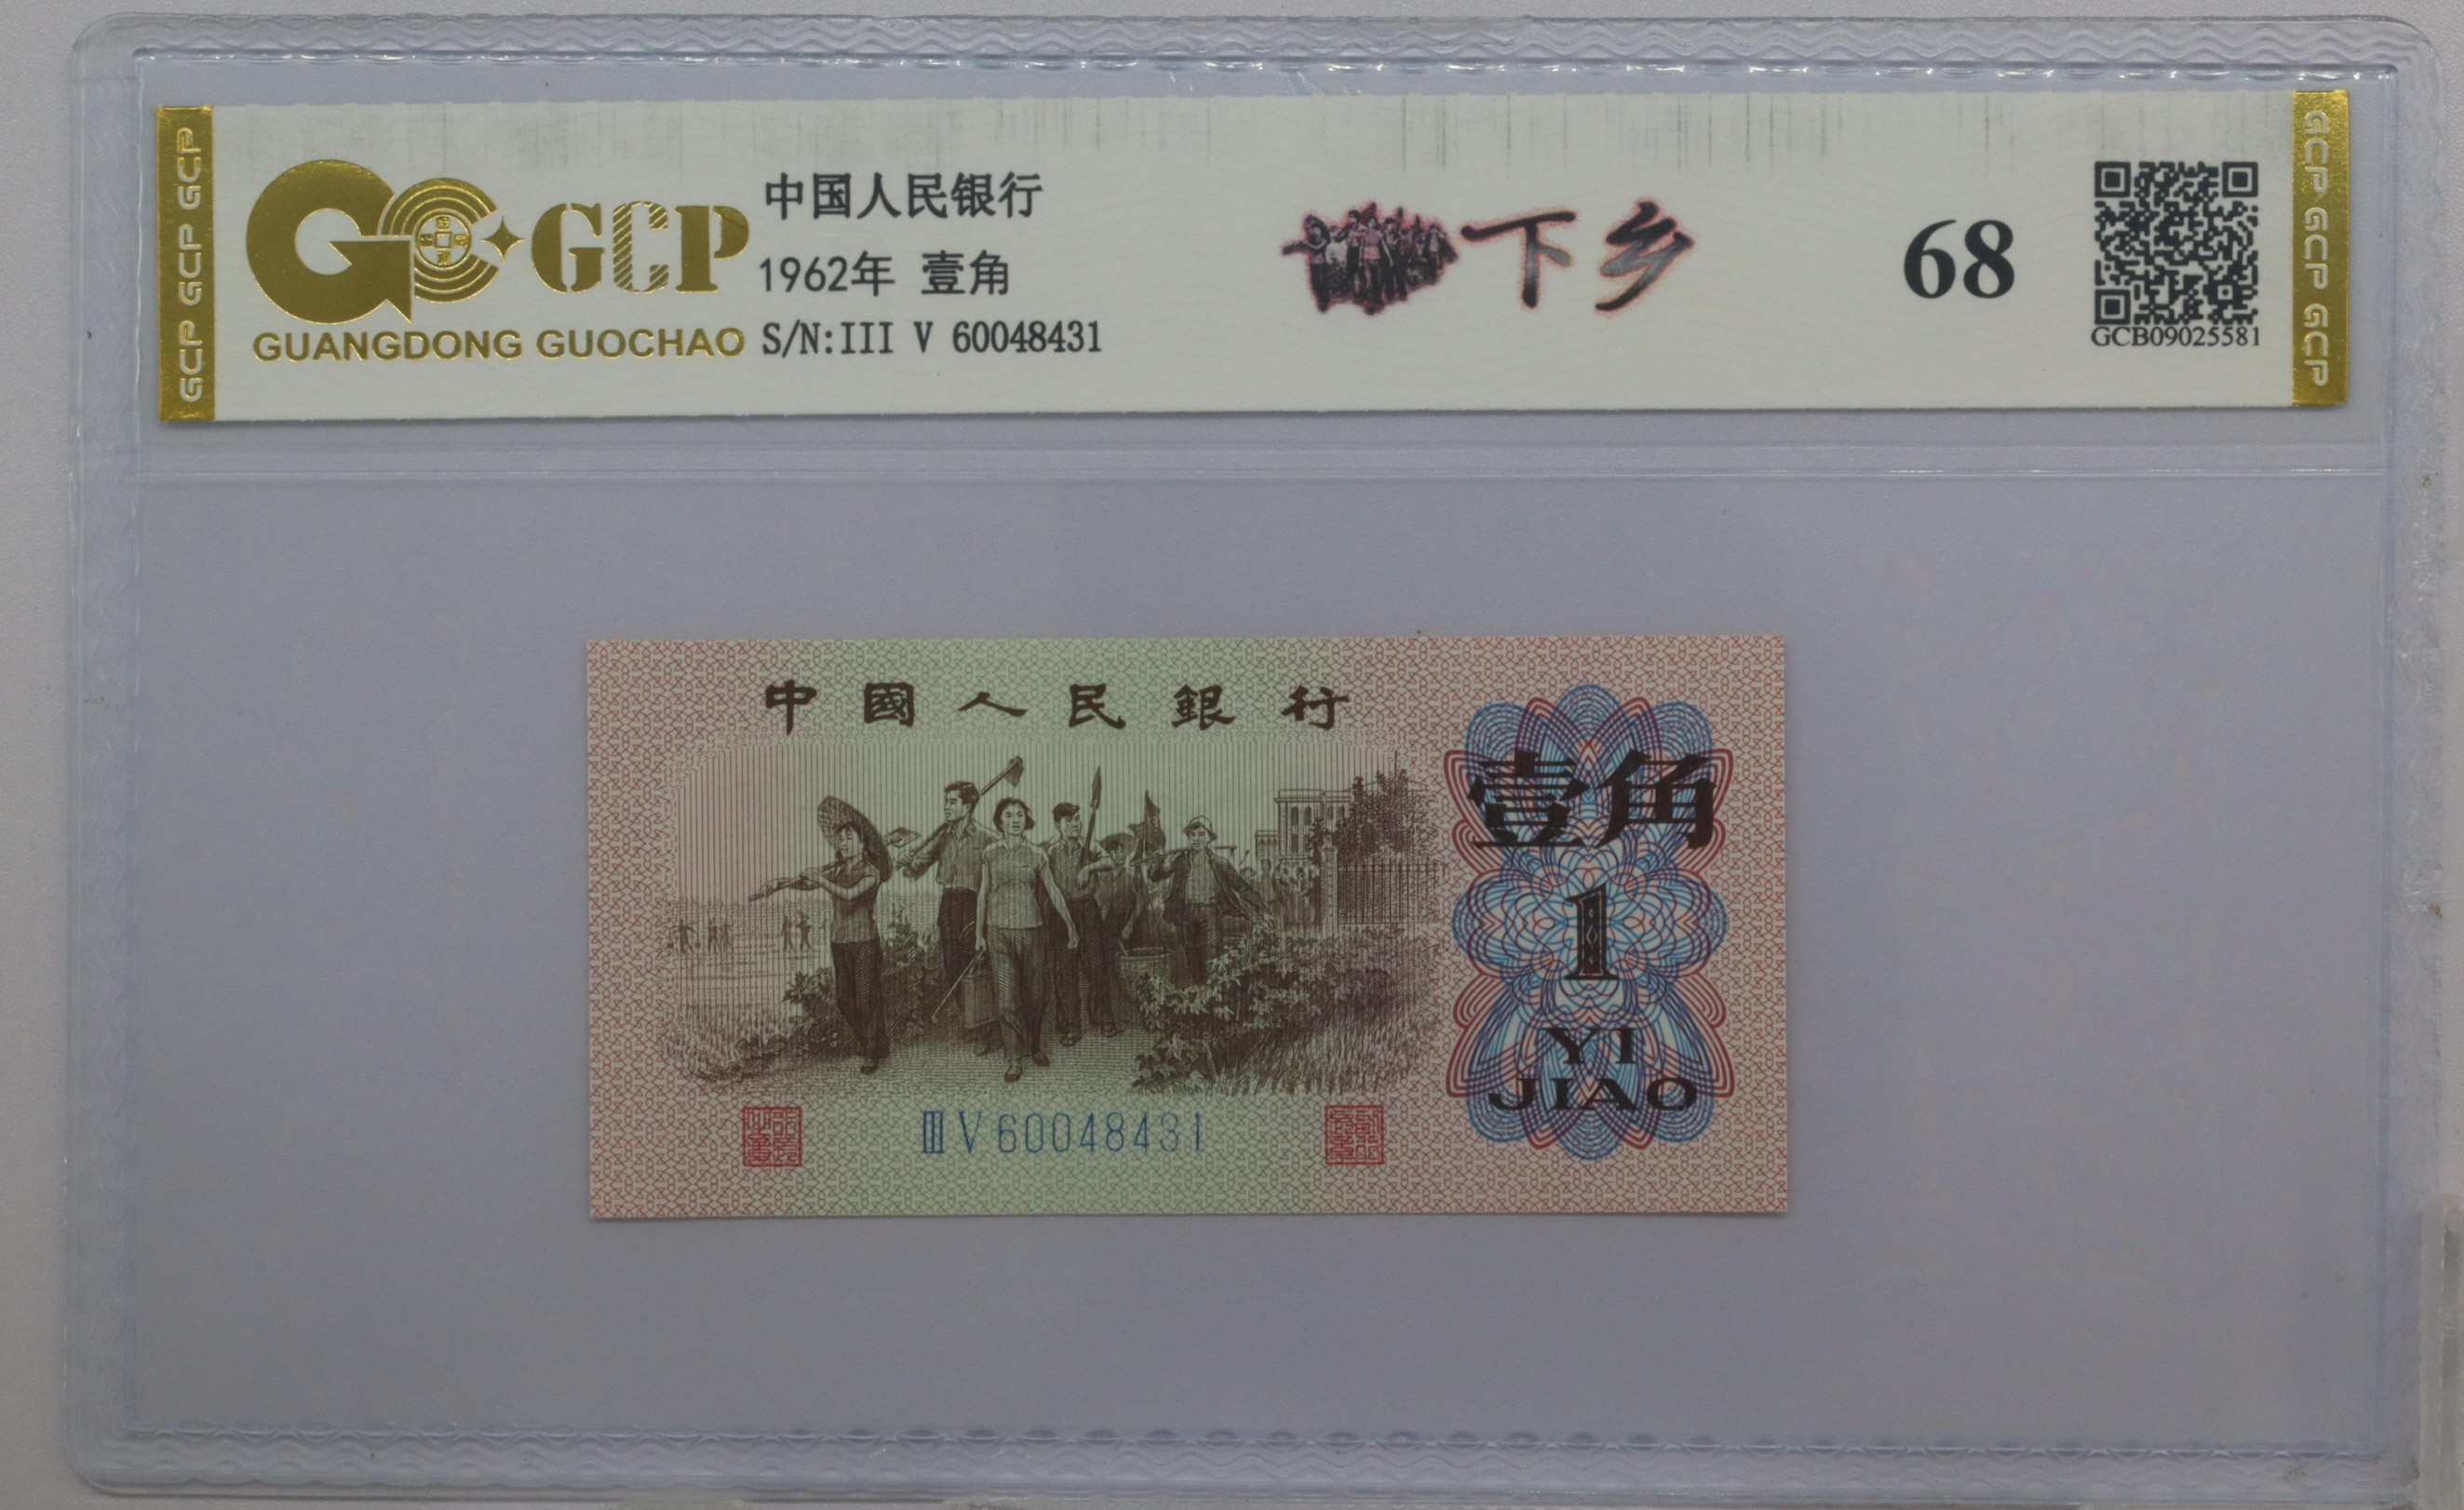 GCP GCP GCP
GCP
GUANGDONG GUOCHAO
中国人民银行
1962年 壹角
S/N:III V 60048431
下乡
68
GCB09025581
GCP GCP GCP
中國人民銀行
壹角
1
YI
JIAO
III V 60048431